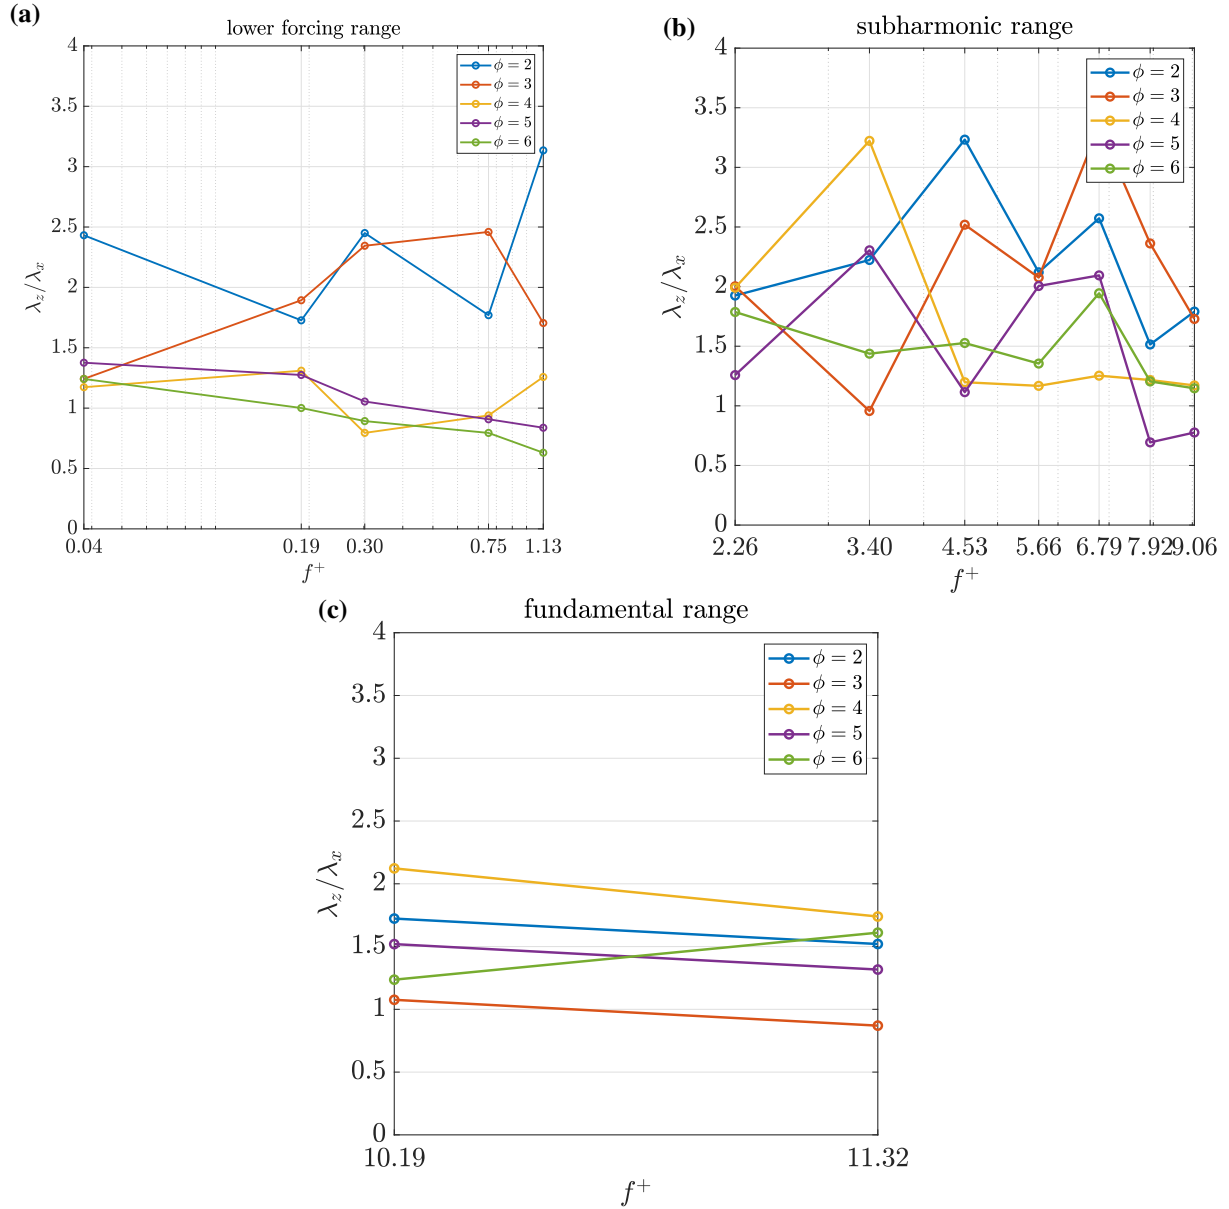 (a)
lower forcing range
4
3.5
3
2.5
2
1.5
1
0.5
0
λz/λx
0.04 0.19 0.30 0.75 1.13
f+
ϕ = 2
ϕ = 3
ϕ = 4
ϕ = 5
ϕ = 6
(b)
subharmonic range
4
3.5
3
2.5
2
1.5
1
0.5
0
λz/λx
2.26 3.40 4.53 5.66 6.79 7.92 9.06
f+
ϕ = 2
ϕ = 3
ϕ = 4
ϕ = 5
ϕ = 6
(c)
fundamental range
4
3.5
3
2.5
2
1.5
1
0.5
0
λz/λx
10.19 11.32
f+
ϕ = 2
ϕ = 3
ϕ = 4
ϕ = 5
ϕ = 6